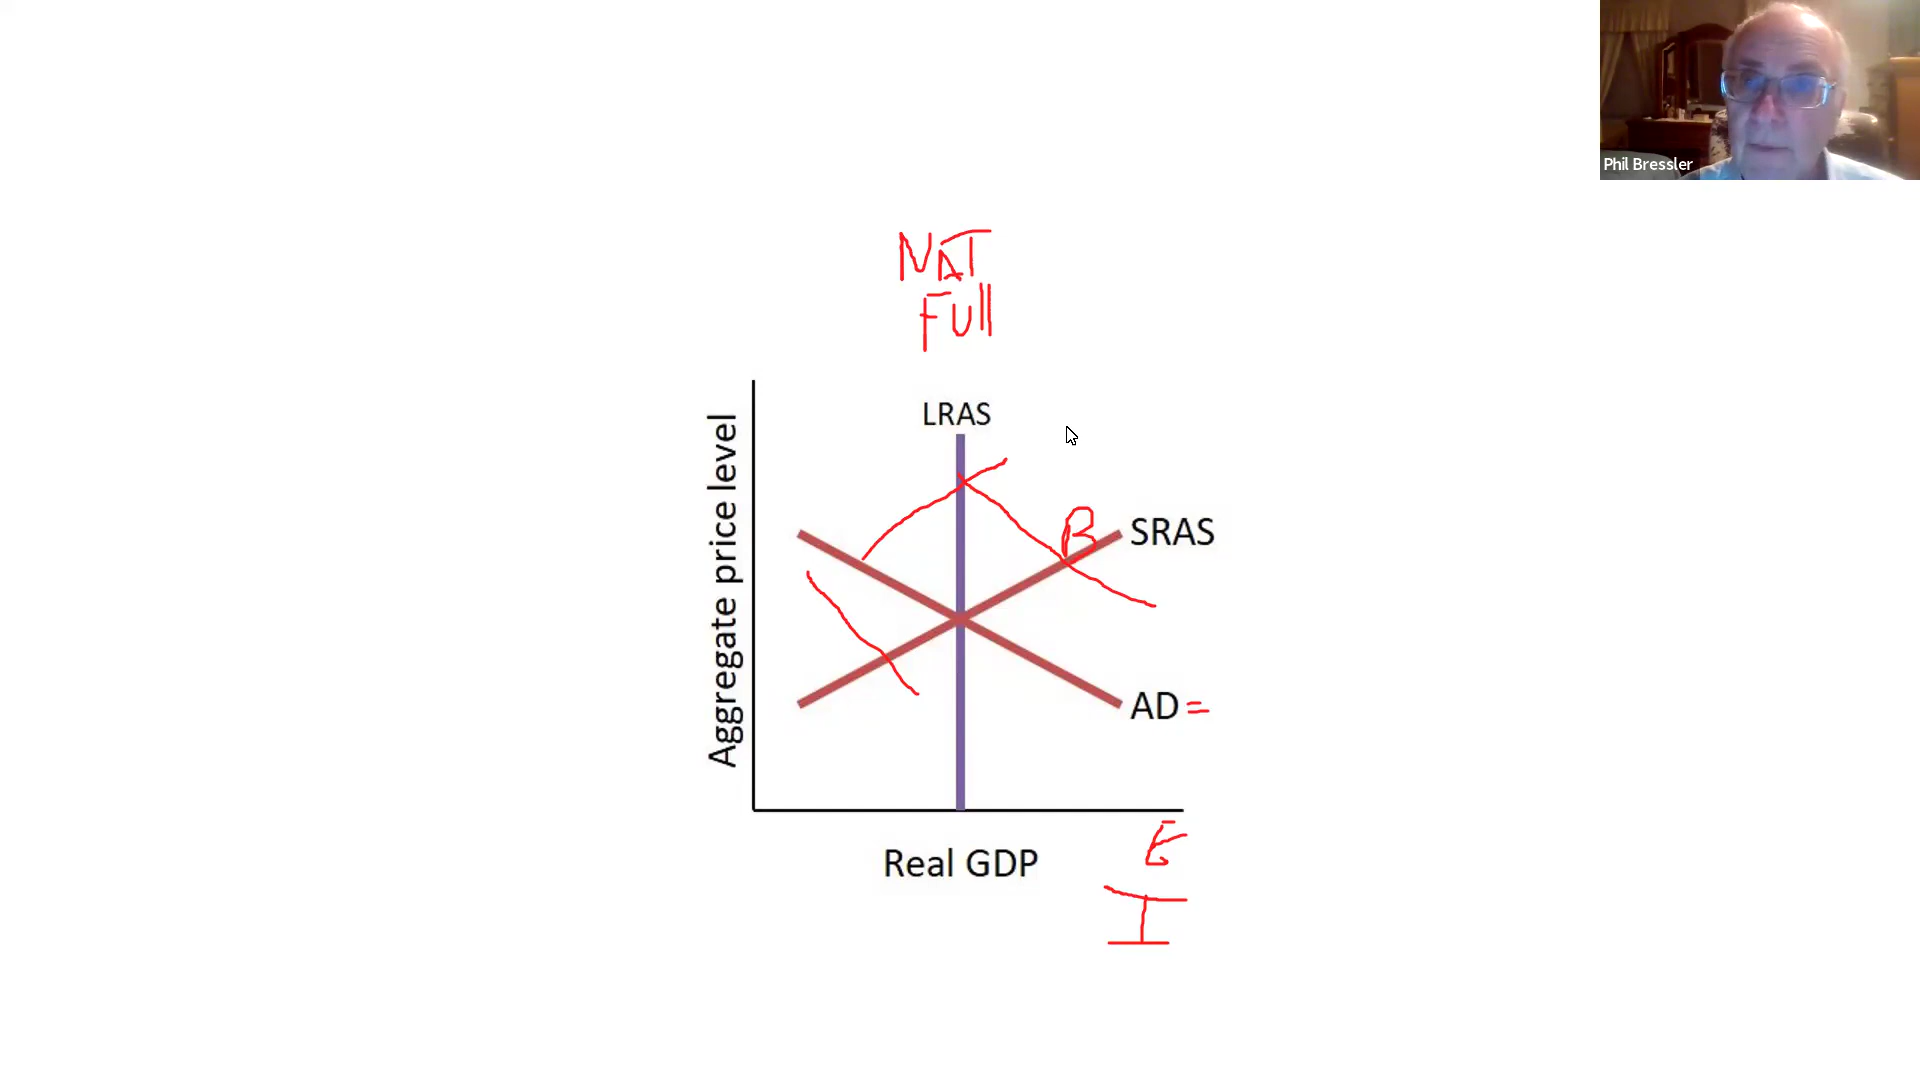 Phil Bressler
NAT
Full
LRAS
Aggregate price level
B
SRAS
AD =
E
Real GDP
I